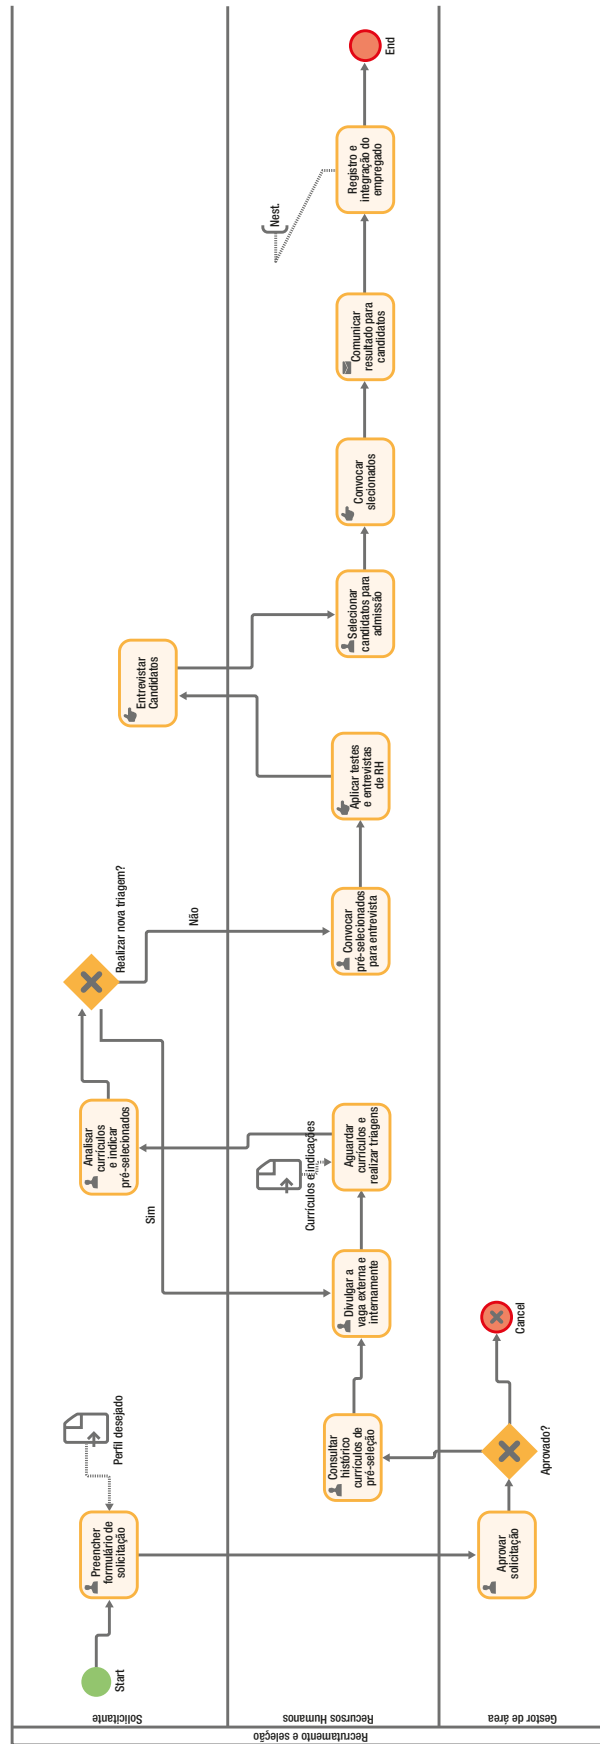 Recrutamento e seleção
Solicitante
Recursos Humanos
Gestor de área
Start
Preencher
formulário de
solicitação
Perfil desejado
Aprovar
solicitação
Aprovado?
Cancel
Consultar
histórico
currículos de
pré-seleção
Divulgar a
vaga externa e
internamente
Aguardar
currículos e
realizar triagens
Currículos e indicações
Analisar
currículos
e indicar
pré-selecionados
Realizar nova triagem?
Sim
Não
Convocar
pré-selecionados
para entrevista
Aplicar testes
e entrevistas
de RH
Entrevistar
Candidatos
Selecionar
candidatos para
admissão
Convocar
slecionados
Comunicar
resultado para
candidatos
Registro e
integração do
empregado
Nest.
End